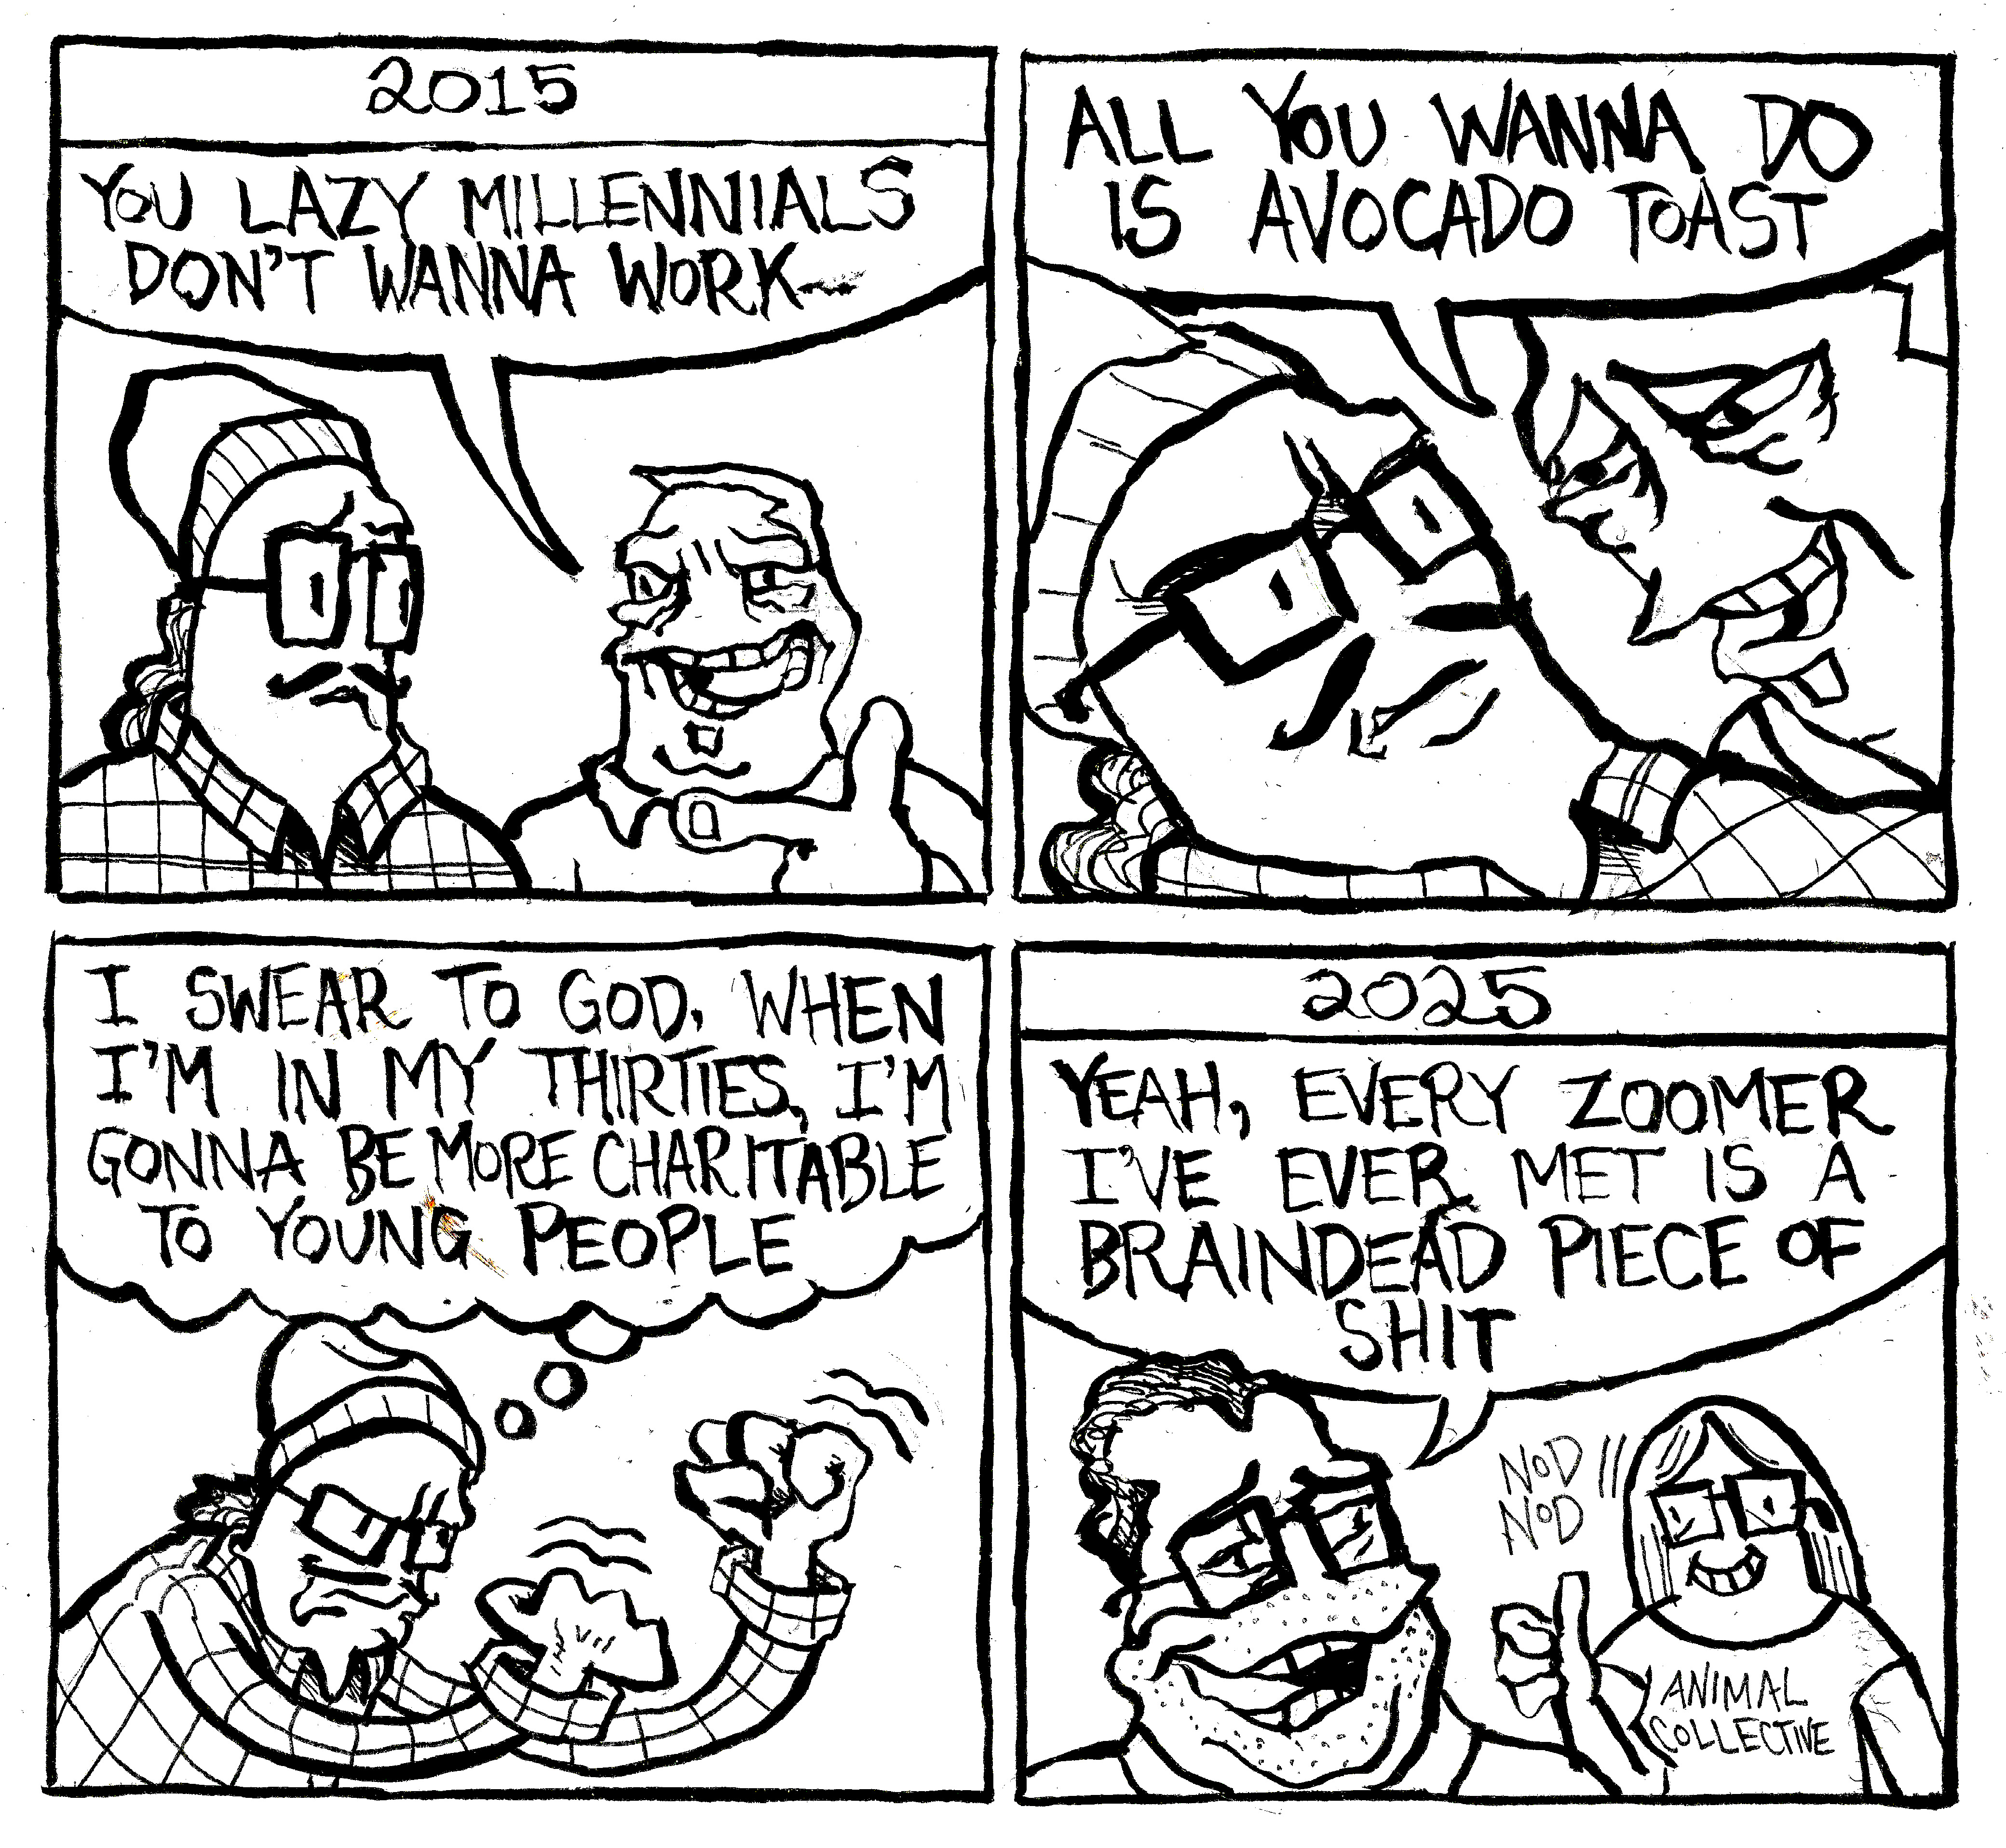 2015
YOU LAZY MILLENNIALS
DON'T WANNA WORK-
ALL YOU WANNA DO
IS AVOCADO TOAST
I SWEAR TO GOD, WHEN
I'M IN MY THIRTIES, I'M
GONNA BE MORE CHARITABLE
TO YOUNG PEOPLE
2025
YEAH, EVERY ZOOMER
I'VE EVER MET IS A
BRAINDEAD PIECE OF
SHIT
NOD
NOD
ANIMAL
COLLECTIVE